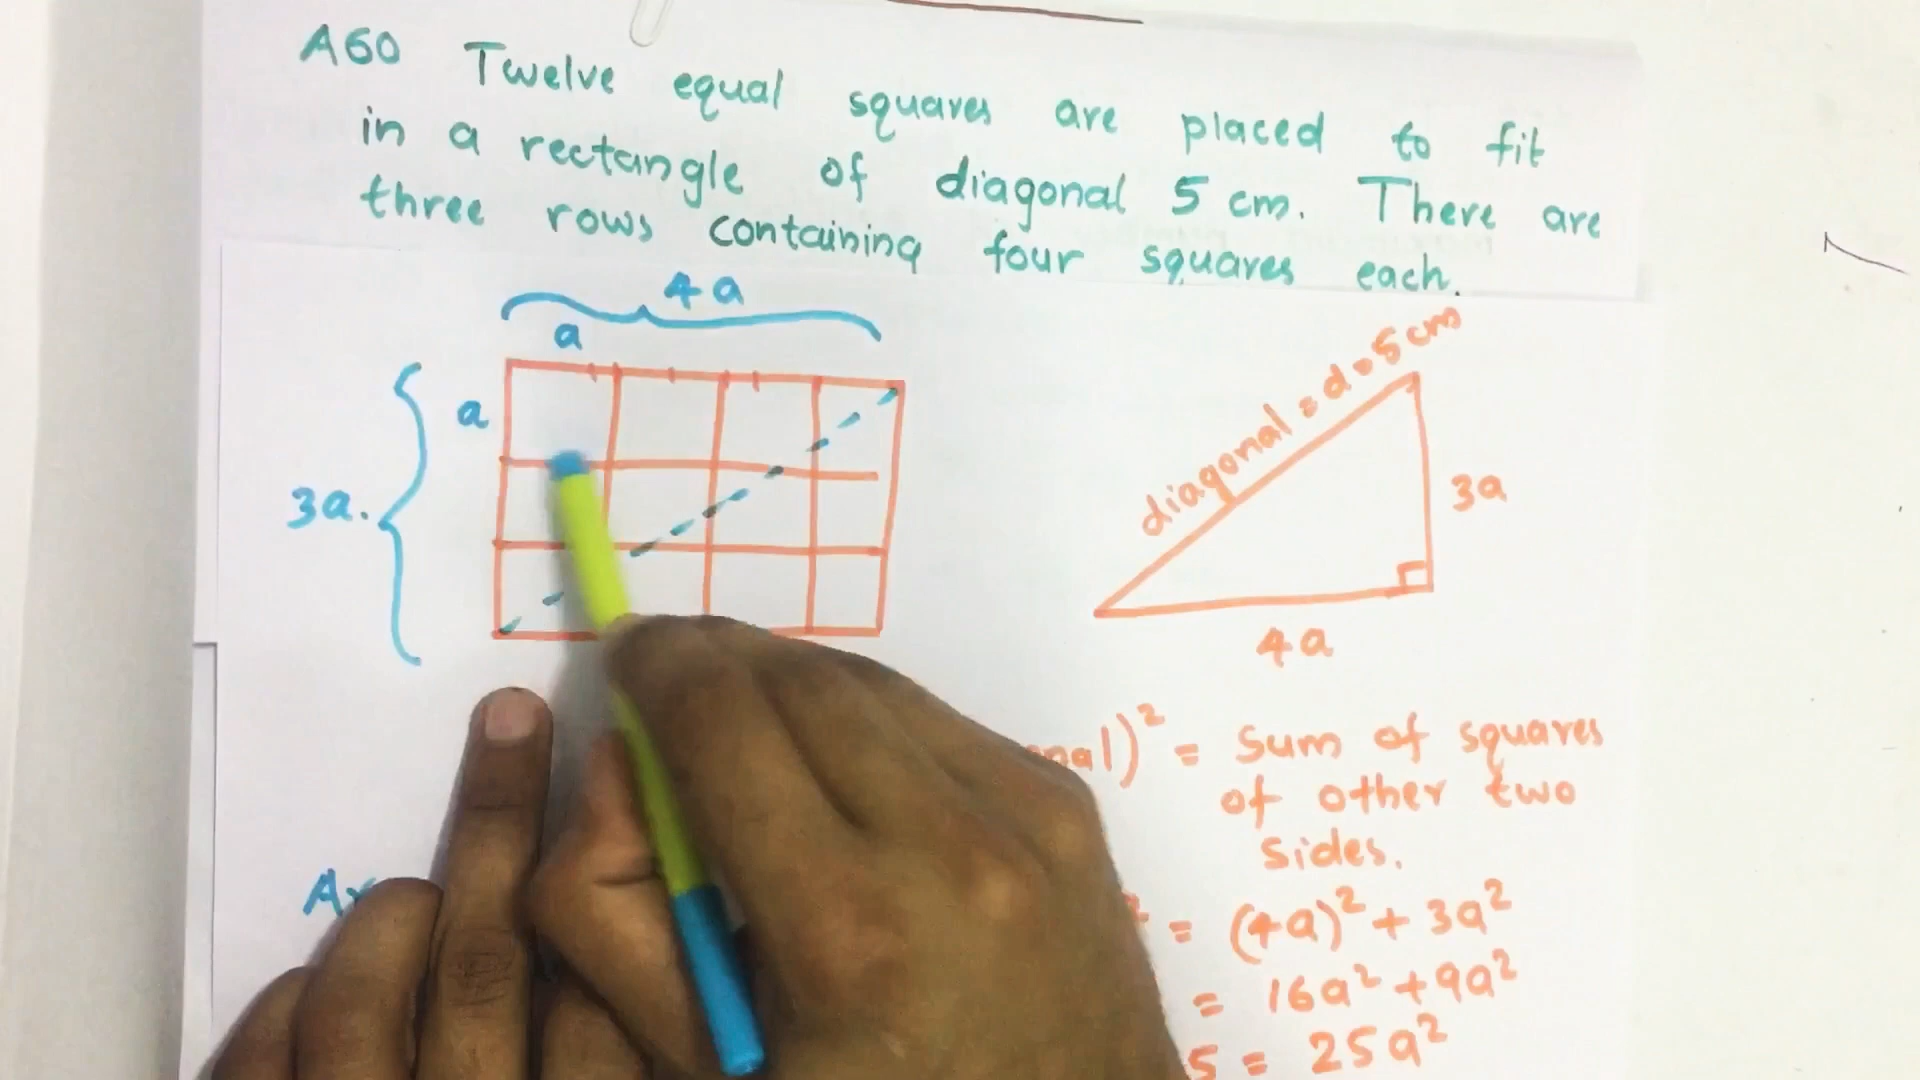 A60 Twelve equal squares are placed to fit
in a rectangle of diagonal 5 cm. There are
three rows containing four squares each.
4a
a
a
3a.
diagonal = d = 5 cm
3a
4a
= Sum of squares
of other two
sides.
= (4a)² + 3a²
= 16a² + 9a²
5 = 25a²